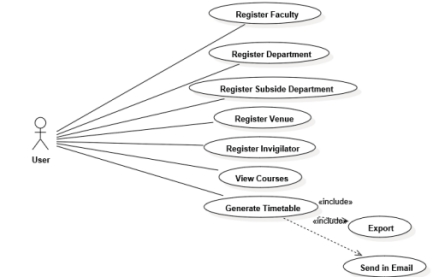 Register Faculty
Register Department
Register Subside Department
Register Venue
User
Register Invigilator
View Courses
Generate Timetable
«include»
«include»
Export
Send in Email